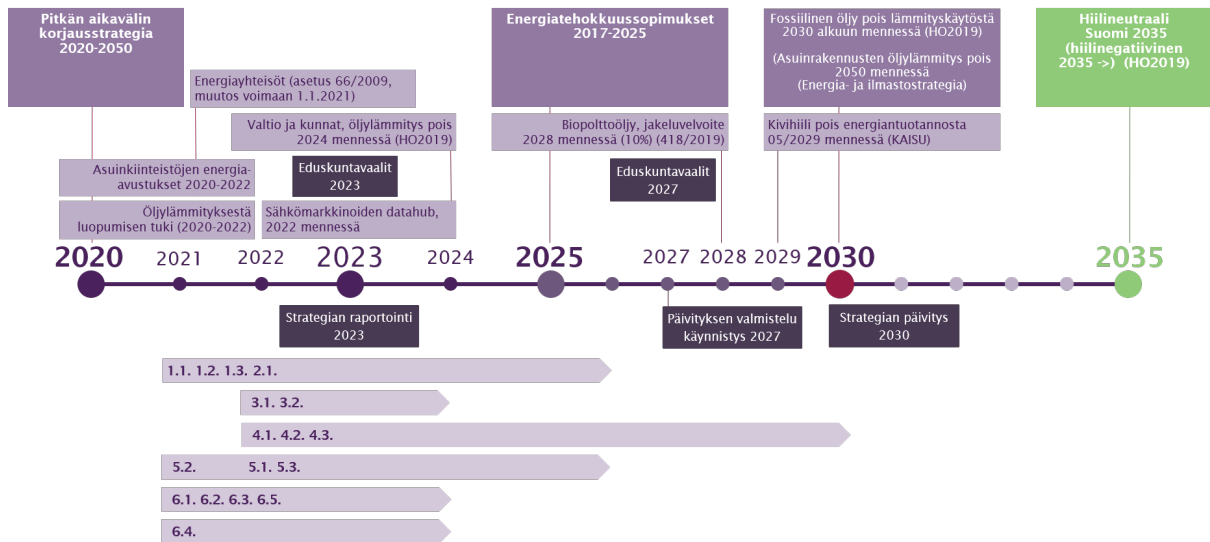 Pitkän aikavälin
korjausstrategia
2020-2050
Energiatehokkuussopimukset
2017-2025
Fossiilinen öljy pois lämmityskäytöstä
2030 alkuun mennessä (HO2019)
(Asuinrakennusten öljylämmitys pois
2050 mennessä
(Energia- ja ilmastostrategia)
Hiilineutraali
Suomi 2035
(hiilinegatiivinen
2035 ->) (HO2019)
Energiayhteisöt (asetus 66/2009,
muutos voimaan 1.1.2021)
Valtio ja kunnat, öljylämmitys pois
2024 mennessä (HO2019)
Biopolttoöljy, jakeluvelvoite
2028 mennessä (10%) (418/2019)
Kivihiili pois energiantuotannosta
05/2029 mennessä (KAISU)
Asuinkiinteistöjen energia-
avustukset 2020-2022
Eduskuntavaalit
2023
Eduskuntavaalit
2027
Öljylämmityksestä
luopumisen tuki (2020-2022)
Sähkömarkkinoiden datahub,
2022 mennessä
2020
2021
2022
2023
2024
2025
2027
2028
2029
2030
2035
Strategian raportointi
2023
Päivityksen valmistelu
käynnistys 2027
Strategian päivitys
2030
1.1. 1.2. 1.3. 2.1.
3.1. 3.2.
4.1. 4.2. 4.3.
5.2. 5.1. 5.3.
6.1. 6.2. 6.3. 6.5.
6.4.